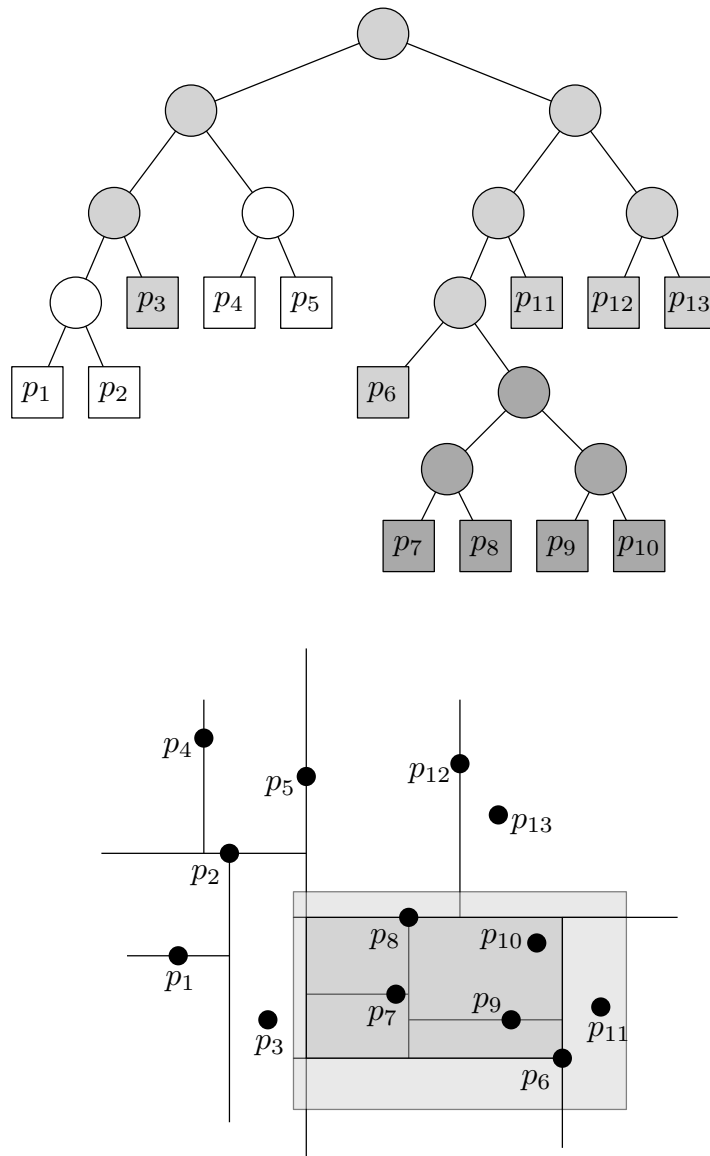 p₃ p₄ p₅ p₁₁ p₁₂ p₁₃
p₁ p₂ p₆
p₇ p₈ p₉ p₁₀
p₄
p₅ p₁₂
p₁₃
p₂
p₈ p₁₀
p₁
p₇ p₉
p₃ p₁₁
p₆